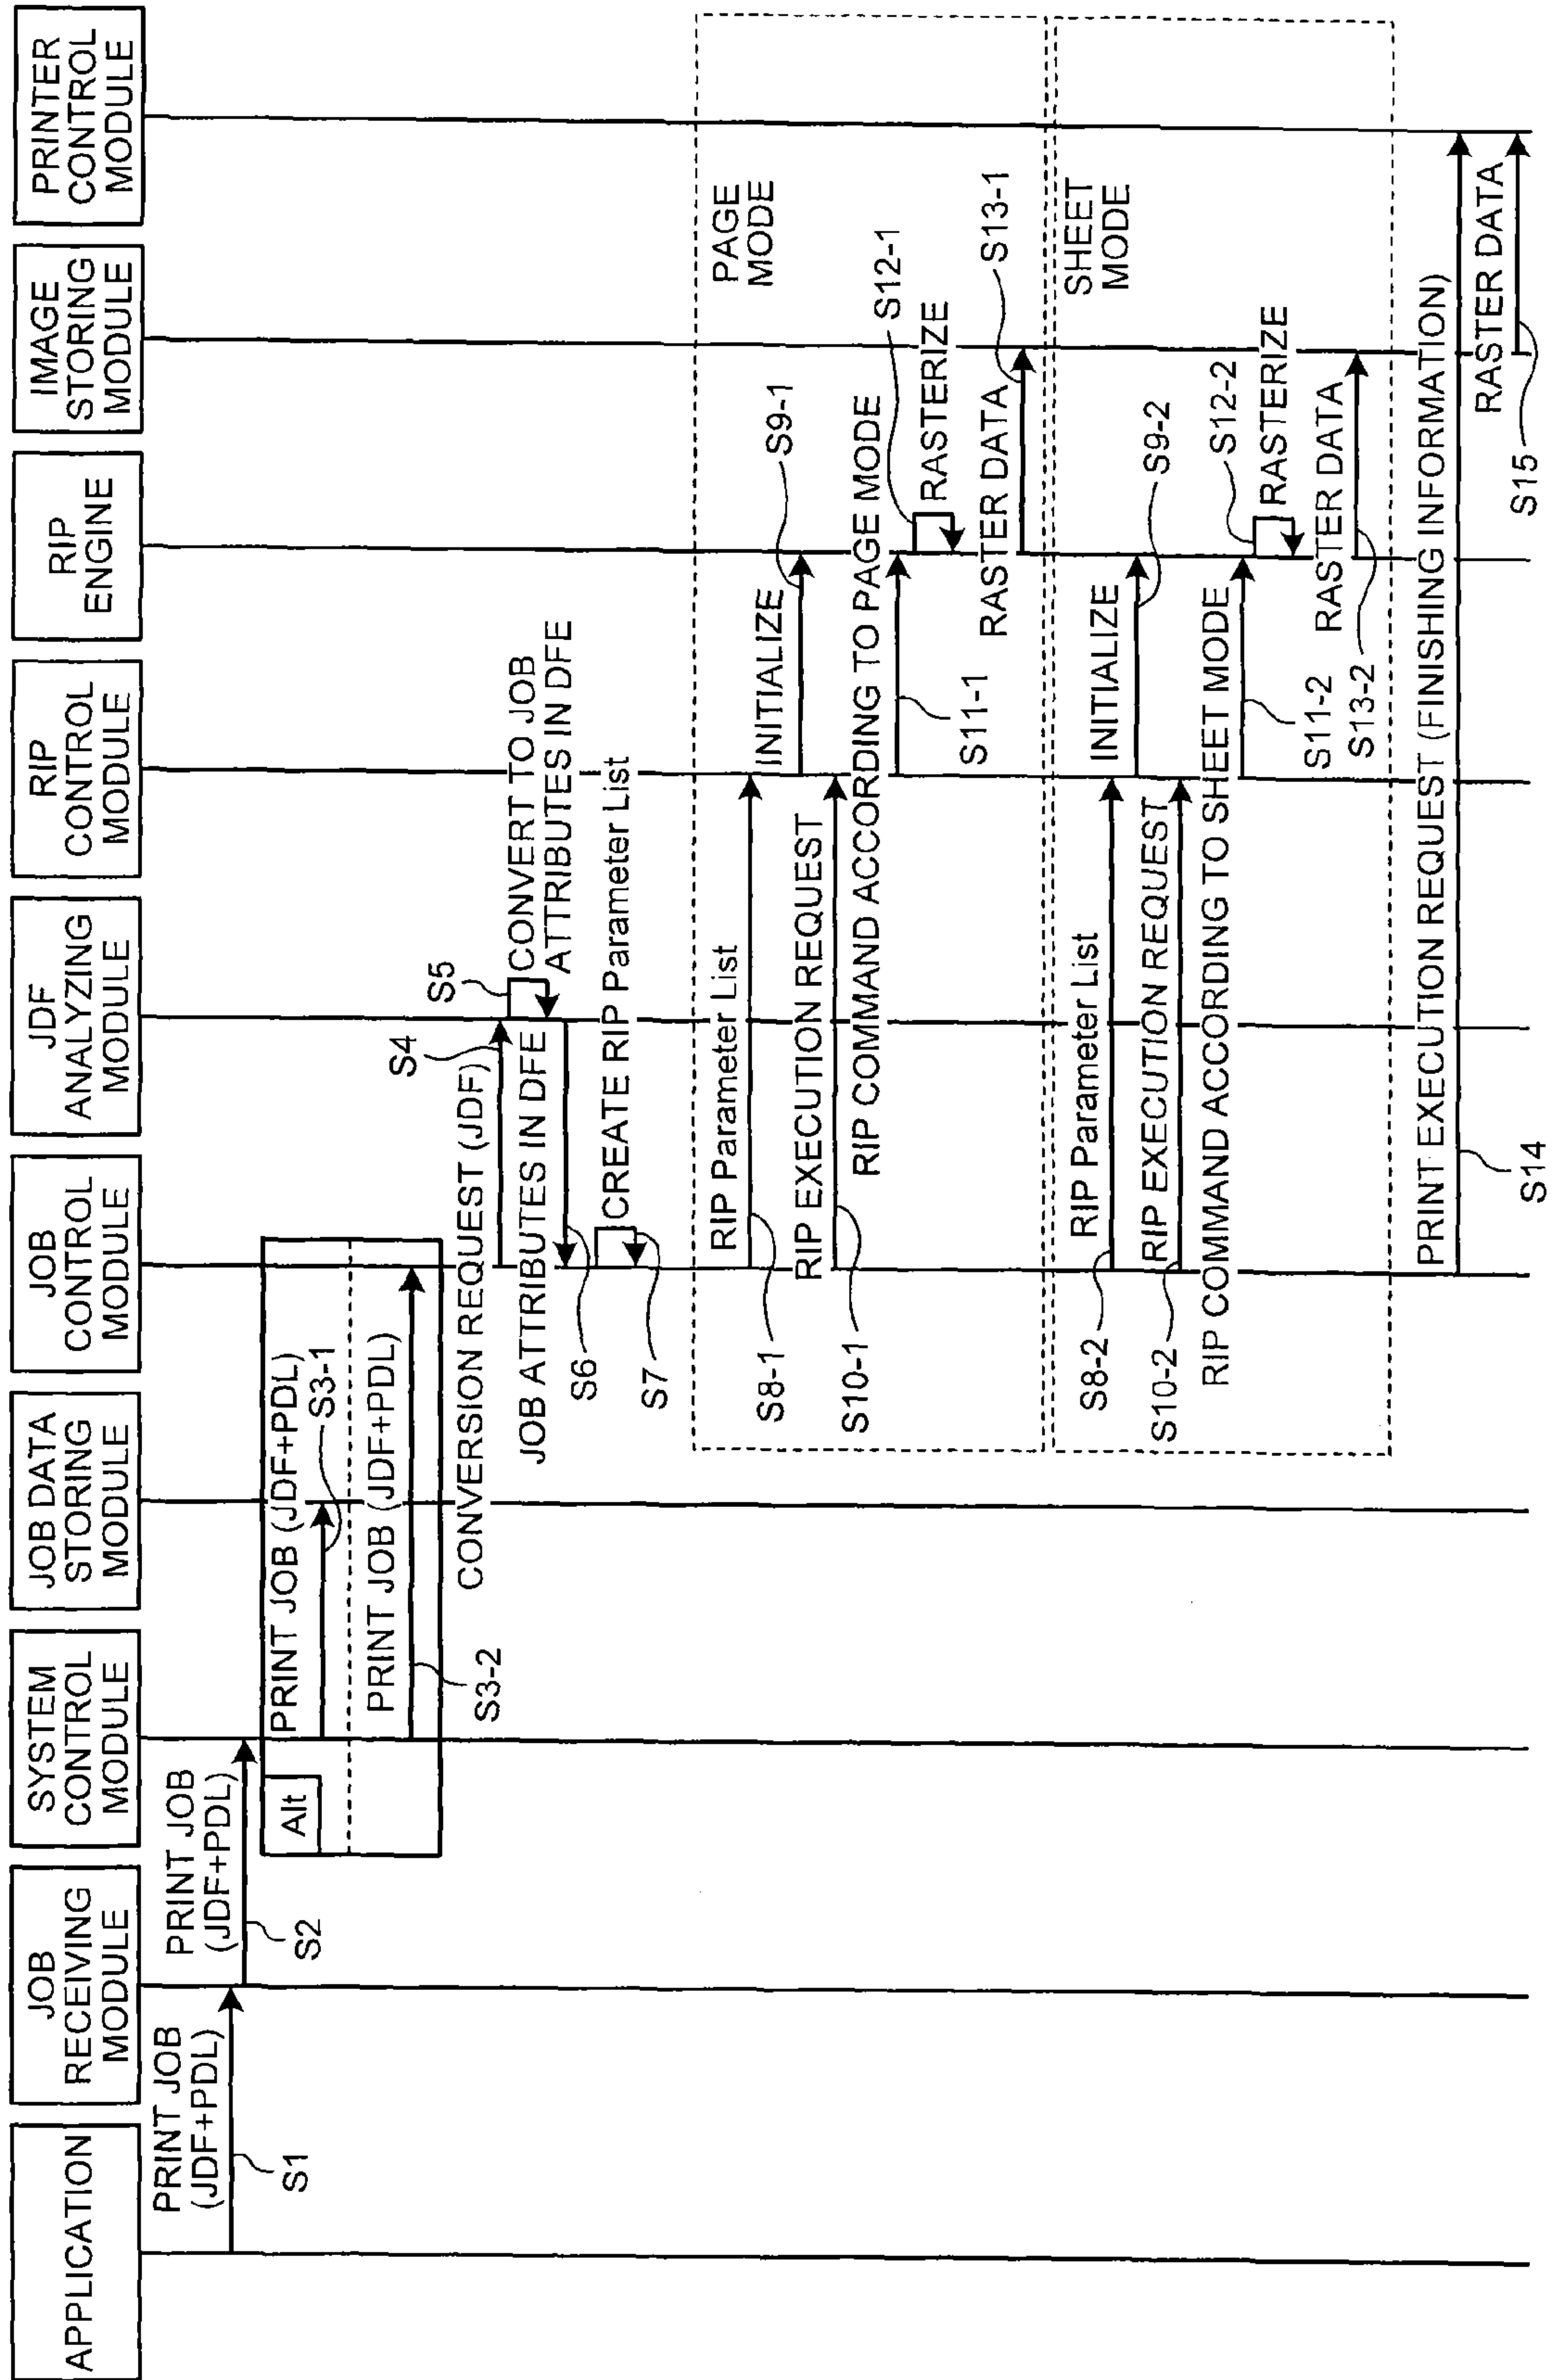 APPLICATION
JOB
RECEIVING
MODULE
SYSTEM
CONTROL
MODULE
JOB DATA
STORING
MODULE
JOB
CONTROL
MODULE
JDF
ANALYZING
MODULE
RIP
CONTROL
MODULE
RIP
ENGINE
IMAGE
STORING
MODULE
PRINTER
CONTROL
MODULE
PRINT JOB
(JDF+PDL)
S1
PRINT JOB
(JDF+PDL)
S2
Alt
PRINT JOB (JDF+PDL)
S3-1
PRINT JOB (JDF+PDL)
S3-2
CONVERSION REQUEST (JDF)
S4
S5
CONVERT TO JOB
ATTRIBUTES IN DFE
JOB ATTRIBUTES IN DFE
S6
CREATE RIP Parameter List
S7
PAGE
MODE
RIP Parameter List
S8-1
INITIALIZE
S9-1
RIP EXECUTION REQUEST
S10-1
RIP COMMAND ACCORDING TO PAGE MODE
S11-1
S12-1
RASTERIZE
RASTER DATA
S13-1
SHEET
MODE
RIP Parameter List
S8-2
INITIALIZE
S9-2
RIP EXECUTION REQUEST
S10-2
RIP COMMAND ACCORDING TO SHEET MODE
S11-2
S12-2
RASTERIZE
RASTER DATA
S13-2
PRINT EXECUTION REQUEST (FINISHING INFORMATION)
S14
RASTER DATA
S15